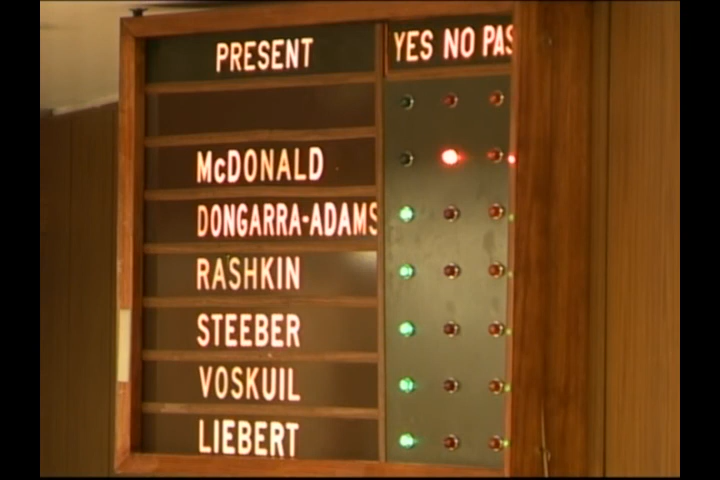 PRESENT YES NO PAS
McDONALD
DONGARRA-ADAMS
RASHKIN
STEEBER
VOSKUIL
LIEBERT